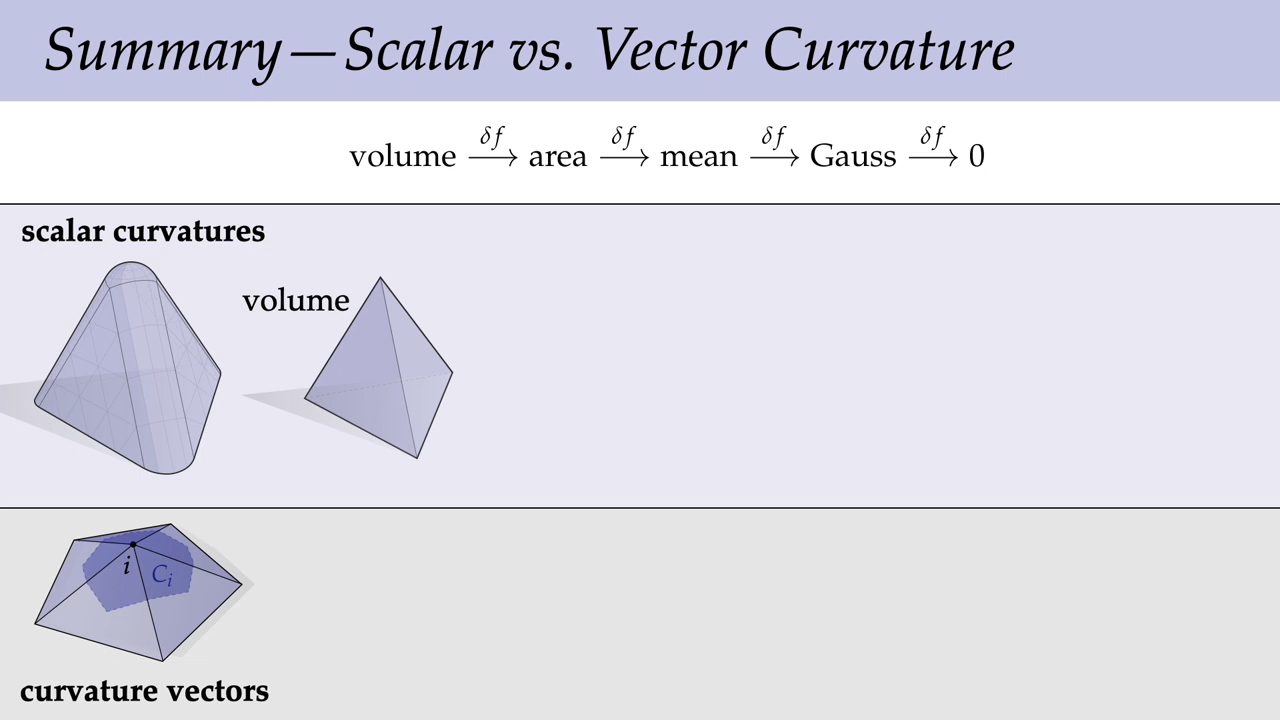 Summary—Scalar vs. Vector Curvature
volume δf⟶ area δf⟶ mean δf⟶ Gauss δf⟶ 0
scalar curvatures
volume
i
Cᵢ
curvature vectors